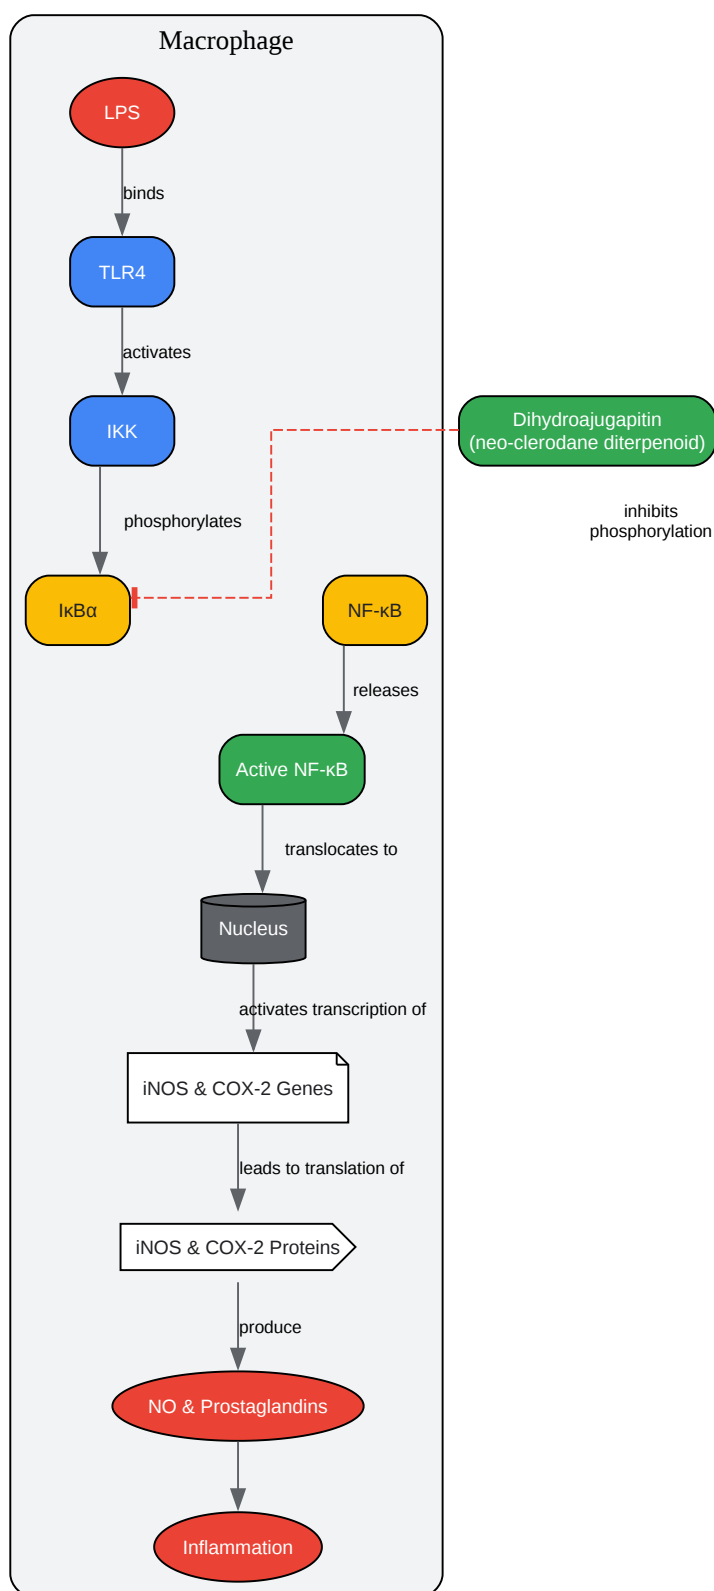 Macrophage
LPS
binds
TLR4
activates
IKK
Dihydroajugapitin
(neo-clerodane diterpenoid)
phosphorylates
inhibits
phosphorylation
IκBα
NF-κB
releases
Active NF-κB
translocates to
Nucleus
activates transcription of
iNOS & COX-2 Genes
leads to translation of
iNOS & COX-2 Proteins
produce
NO & Prostaglandins
Inflammation